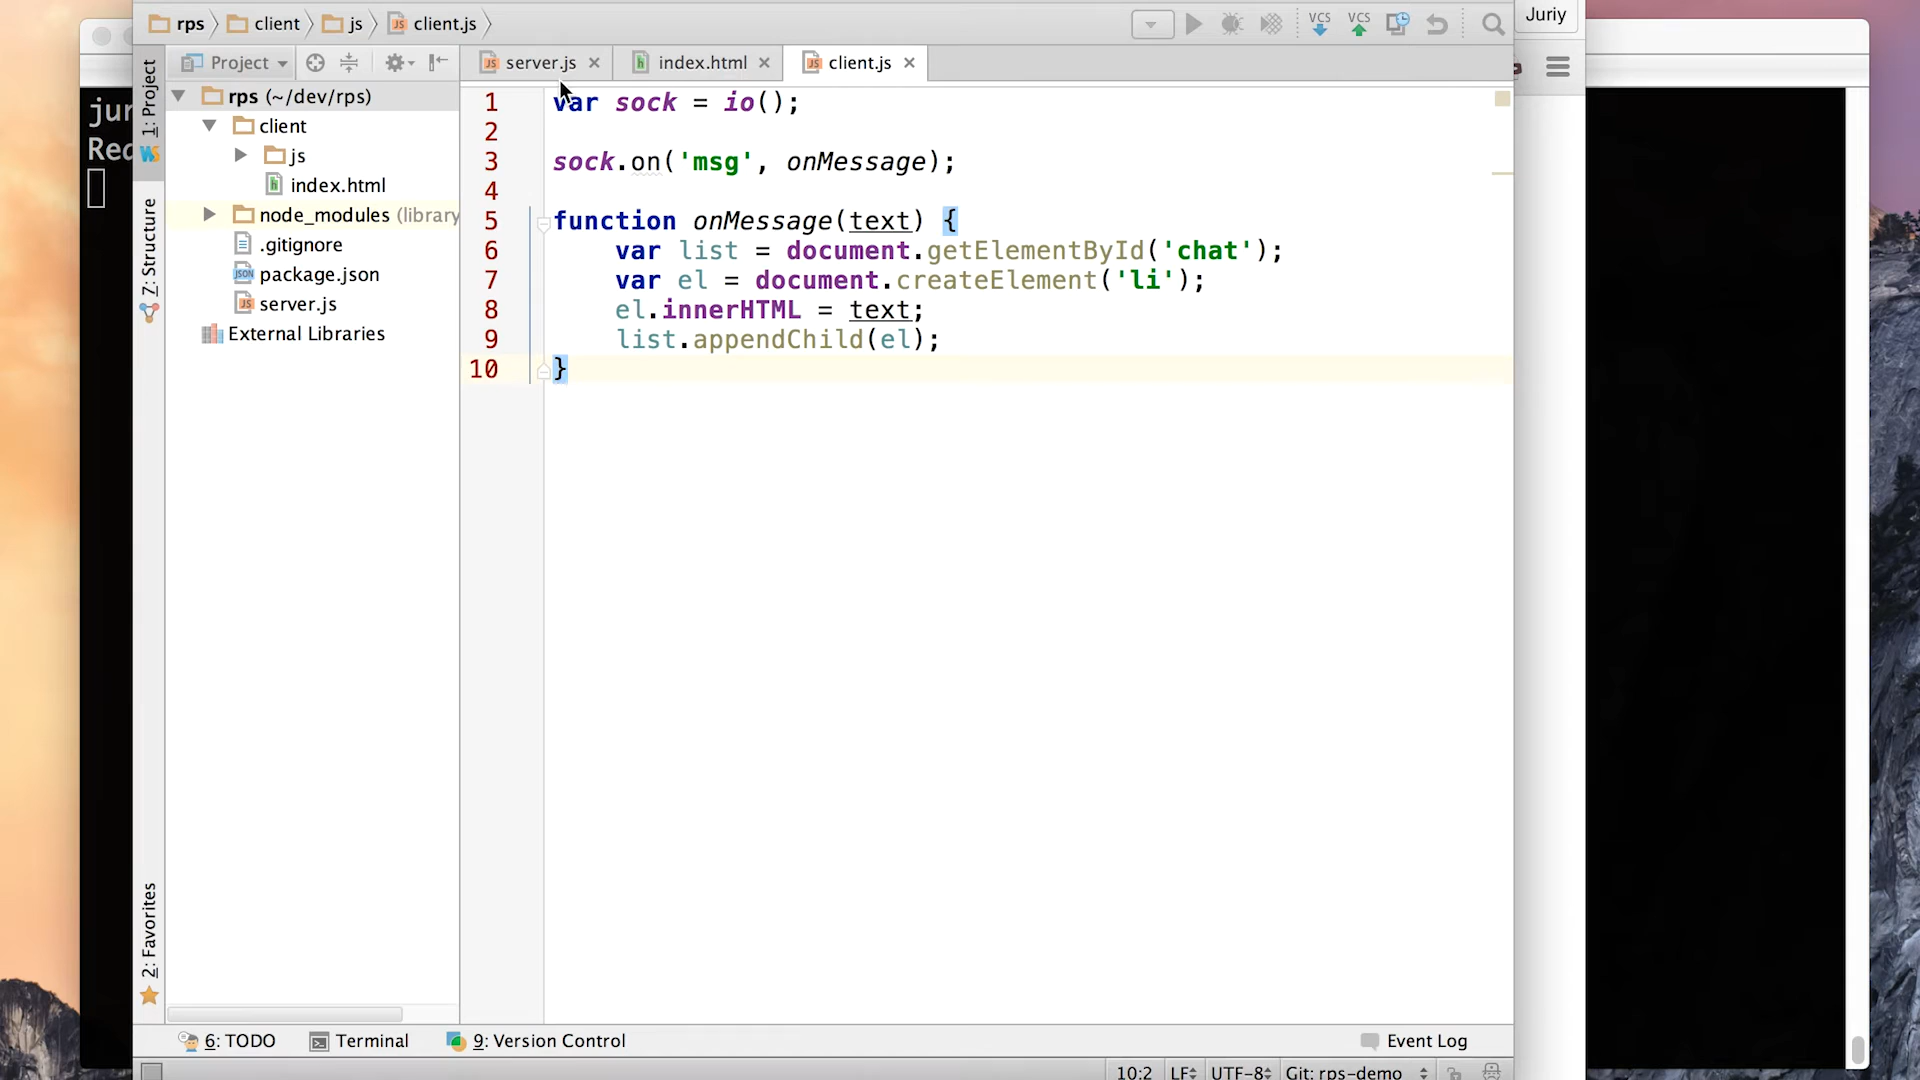 rps client js client.js
VCS VCS
Juriy
Project
server.js index.html client.js
1: Project
7: Structure
2: Favorites
rps (~/dev/rps)
client
js
index.html
node_modules (library
.gitignore
package.json
server.js
External Libraries
1 var sock = io();
2
3 sock.on('msg', onMessage);
4
5 function onMessage(text) {
6 var list = document.getElementById('chat');
7 var el = document.createElement('li');
8 el.innerHTML = text;
9 list.appendChild(el);
10 }
6: TODO Terminal 9: Version Control Event Log
10:2 LF UTF-8 Git: rps-demo